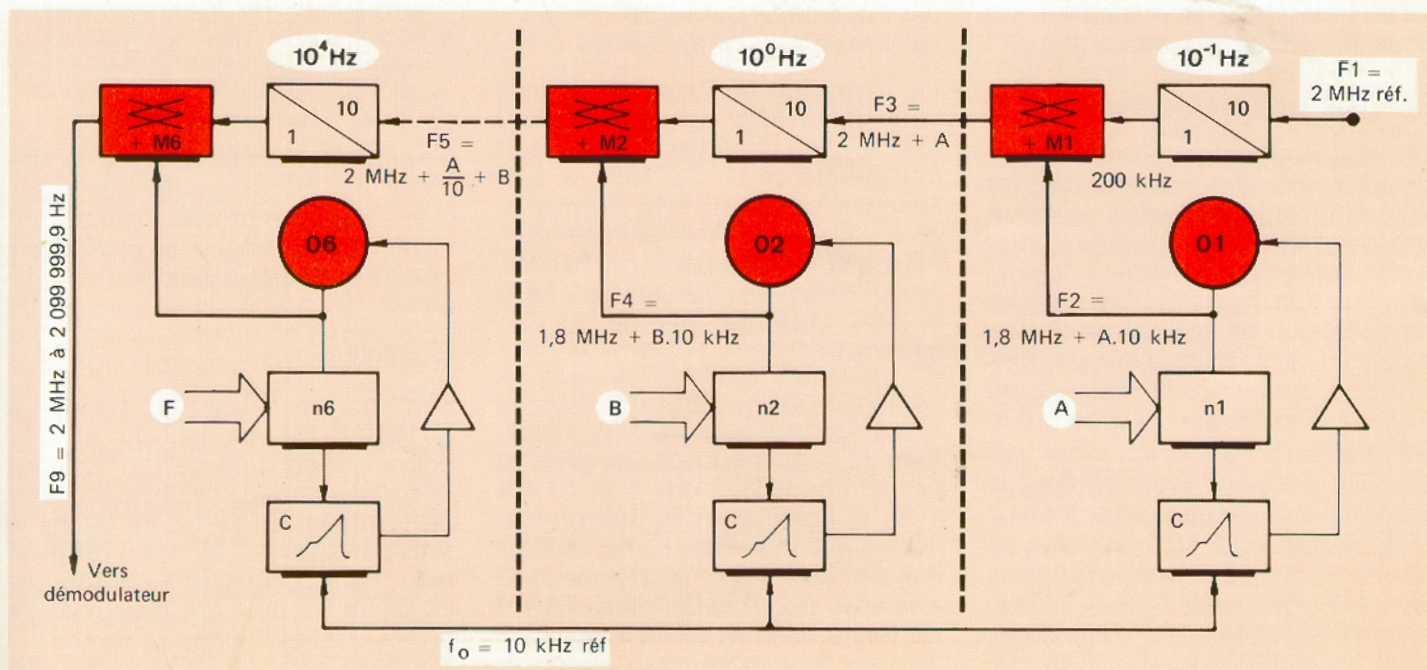 10⁴Hz
10⁰Hz
10⁻¹Hz
F1 =
2 MHz réf.
+ M6
10
1
F5 =
2 MHz + A/10 + B
+ M2
10
1
F3 =
2 MHz + A
+ M1
10
1
200 kHz
O6
O2
O1
F4 =
1,8 MHz + B.10 kHz
F2 =
1,8 MHz + A.10 kHz
F
n6
B
n2
A
n1
C
C
C
F9 = 2 MHz à 2 099 999,9 Hz
Vers
démodulateur
fo = 10 kHz réf